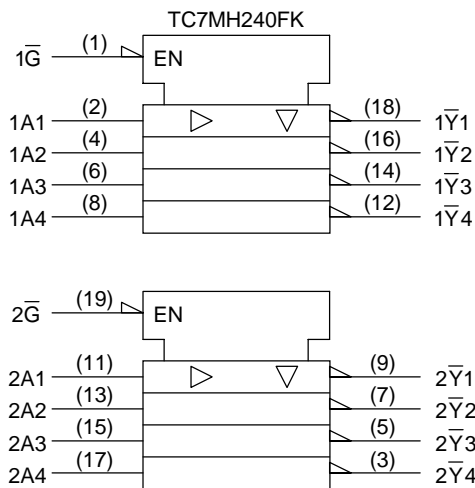 TC7MH240FK
1G̅ (1) EN
1A1 (2) (18) 1Y̅1
1A2 (4) (16) 1Y̅2
1A3 (6) (14) 1Y̅3
1A4 (8) (12) 1Y̅4
2G̅ (19) EN
2A1 (11) (9) 2Y̅1
2A2 (13) (7) 2Y̅2
2A3 (15) (5) 2Y̅3
2A4 (17) (3) 2Y̅4